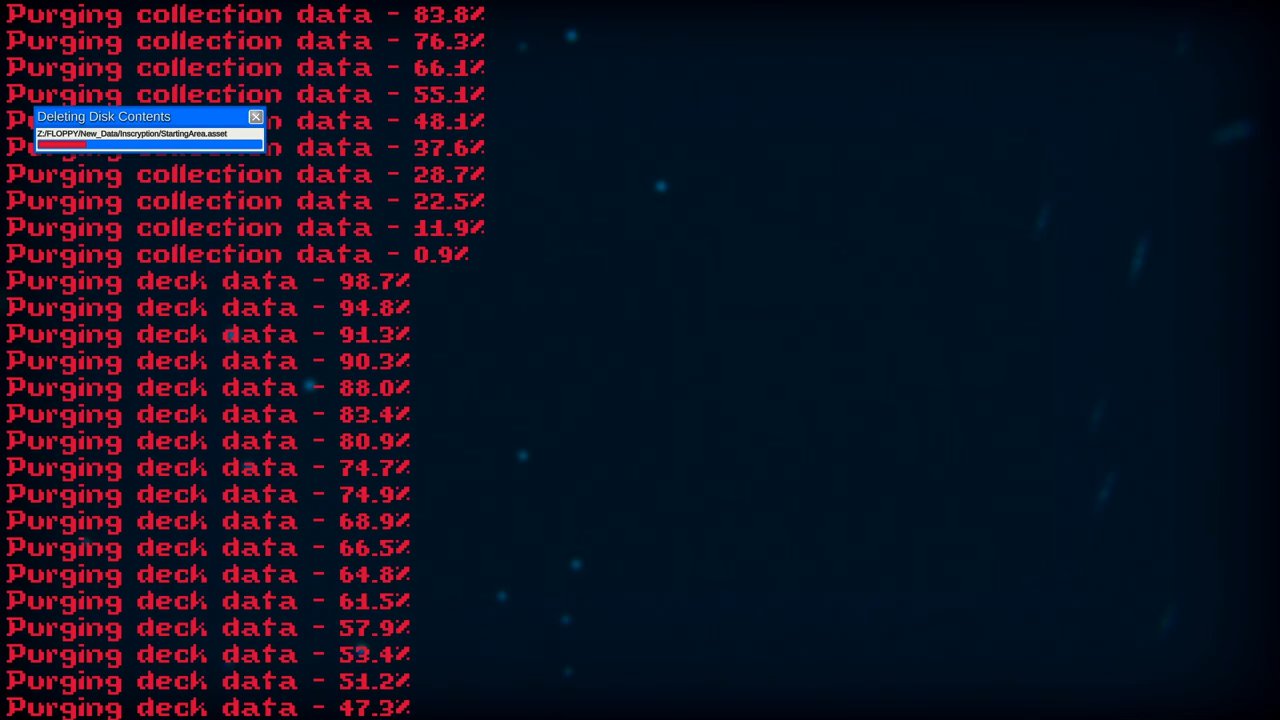 Purging collection data - 83.8%
Purging collection data - 76.3%
Purging collection data - 66.1%
Purging collection data - 55.1%
Deleting Disk Contents
collection data - 48.1%
Z:/FLOPPY/New_Data/Inscryption/StartingArea.asset
Purging collection data - 37.6%
Purging collection data - 28.7%
Purging collection data - 22.5%
Purging collection data - 11.9%
Purging collection data - 0.9%
Purging deck data - 98.7%
Purging deck data - 94.8%
Purging deck data - 91.3%
Purging deck data - 90.3%
Purging deck data - 88.0%
Purging deck data - 83.4%
Purging deck data - 80.9%
Purging deck data - 74.7%
Purging deck data - 74.9%
Purging deck data - 68.9%
Purging deck data - 66.5%
Purging deck data - 64.8%
Purging deck data - 61.5%
Purging deck data - 57.9%
Purging deck data - 53.4%
Purging deck data - 51.2%
Purging deck data - 47.3%